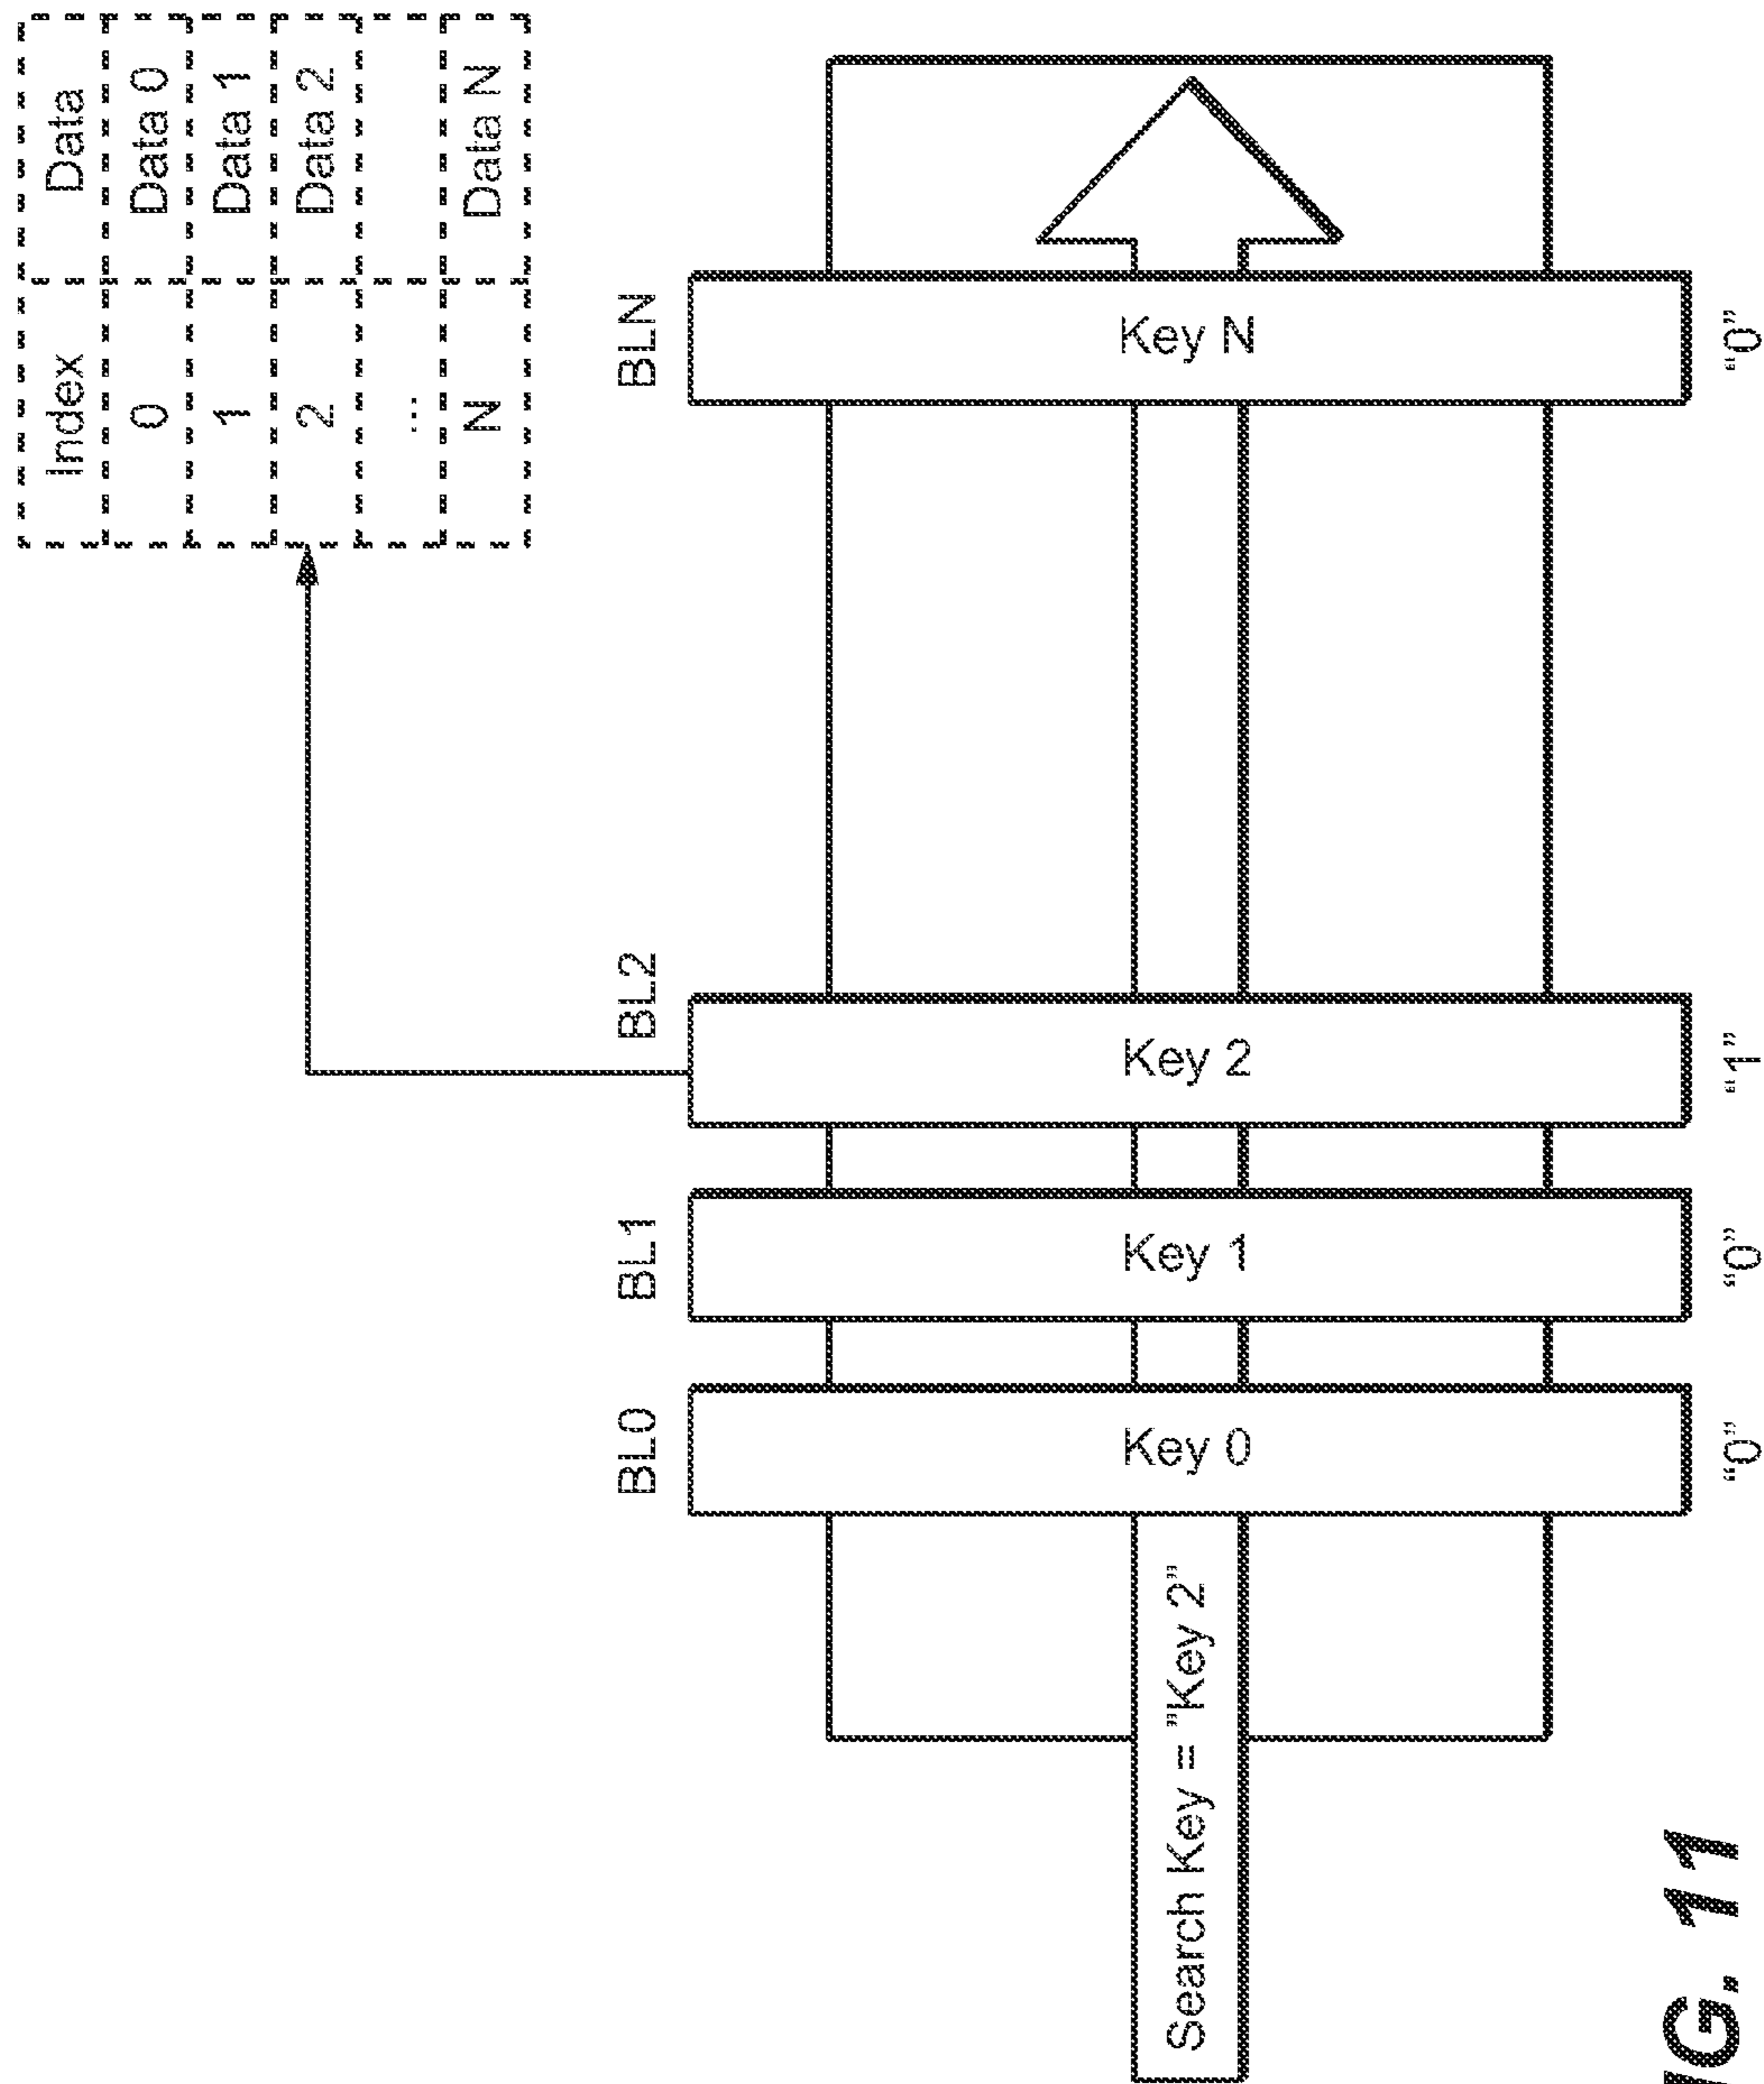 Index Data
0 Data 0
1 Data 1
2 Data 2
...
N Data N
BL0 BL1 BL2 BLN
Search Key = ”Key 2”
Key 0
Key 1
Key 2
Key N
“0” “0” “1” “0”
IG. 11